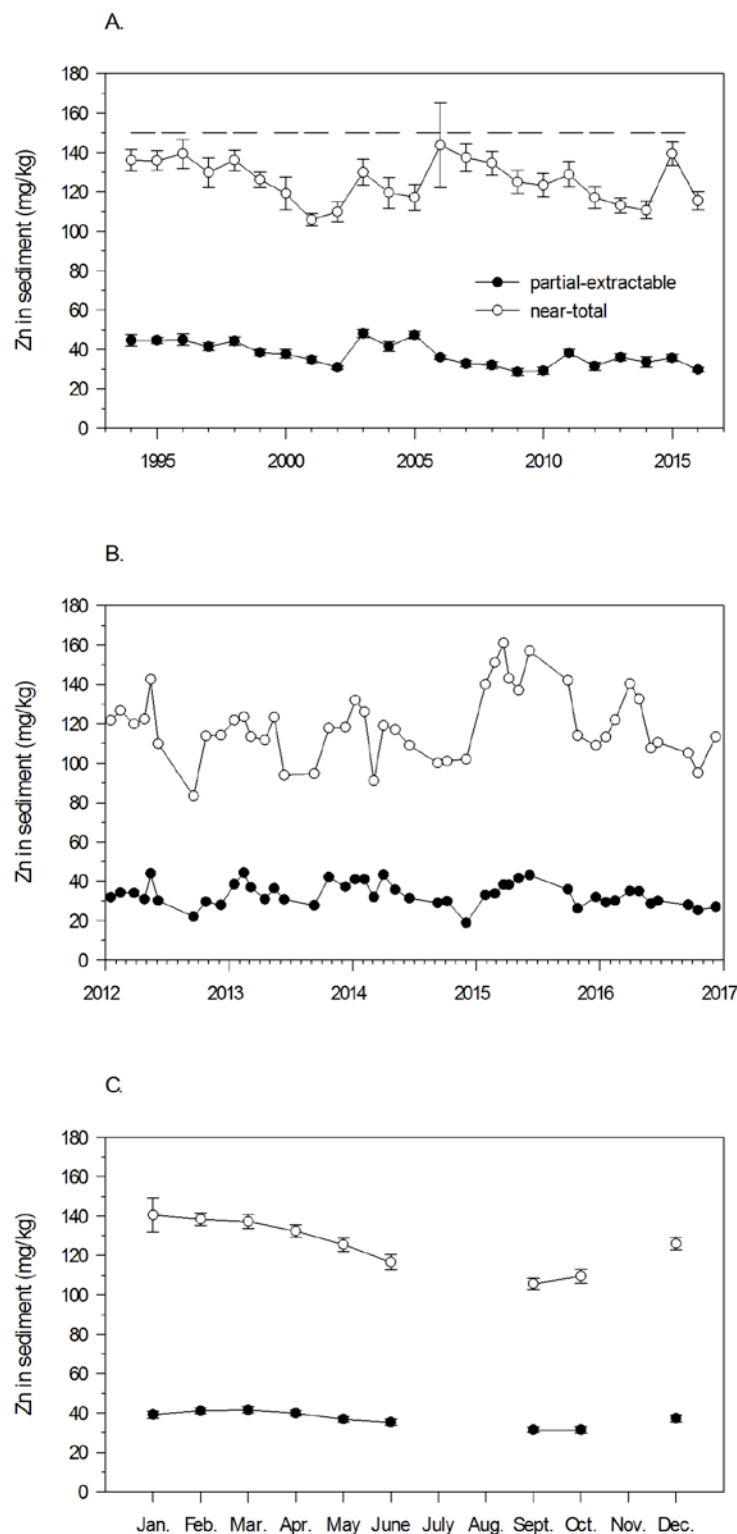 A.
Zn in sediment (mg/kg)
180
160
140
120
100
80
60
40
20
0
partial-extractable
near-total
1995 2000 2005 2010 2015
B.
Zn in sediment (mg/kg)
180
160
140
120
100
80
60
40
20
0
2012 2013 2014 2015 2016 2017
C.
Zn in sediment (mg/kg)
180
160
140
120
100
80
60
40
20
0
Jan. Feb. Mar. Apr. May June July Aug. Sept. Oct. Nov. Dec.